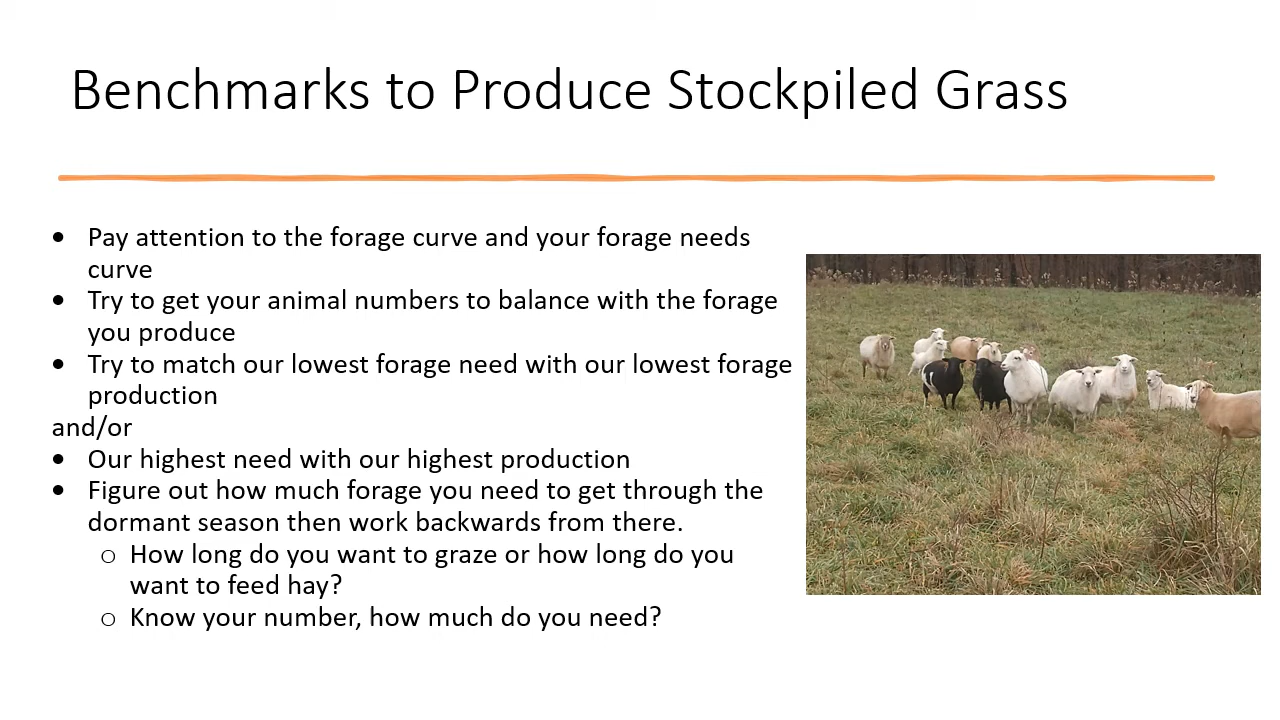 Benchmarks to Produce Stockpiled Grass
• Pay attention to the forage curve and your forage needs
curve
• Try to get your animal numbers to balance with the forage
you produce
• Try to match our lowest forage need with our lowest forage
production
and/or
• Our highest need with our highest production
• Figure out how much forage you need to get through the
dormant season then work backwards from there.
o How long do you want to graze or how long do you
want to feed hay?
o Know your number, how much do you need?